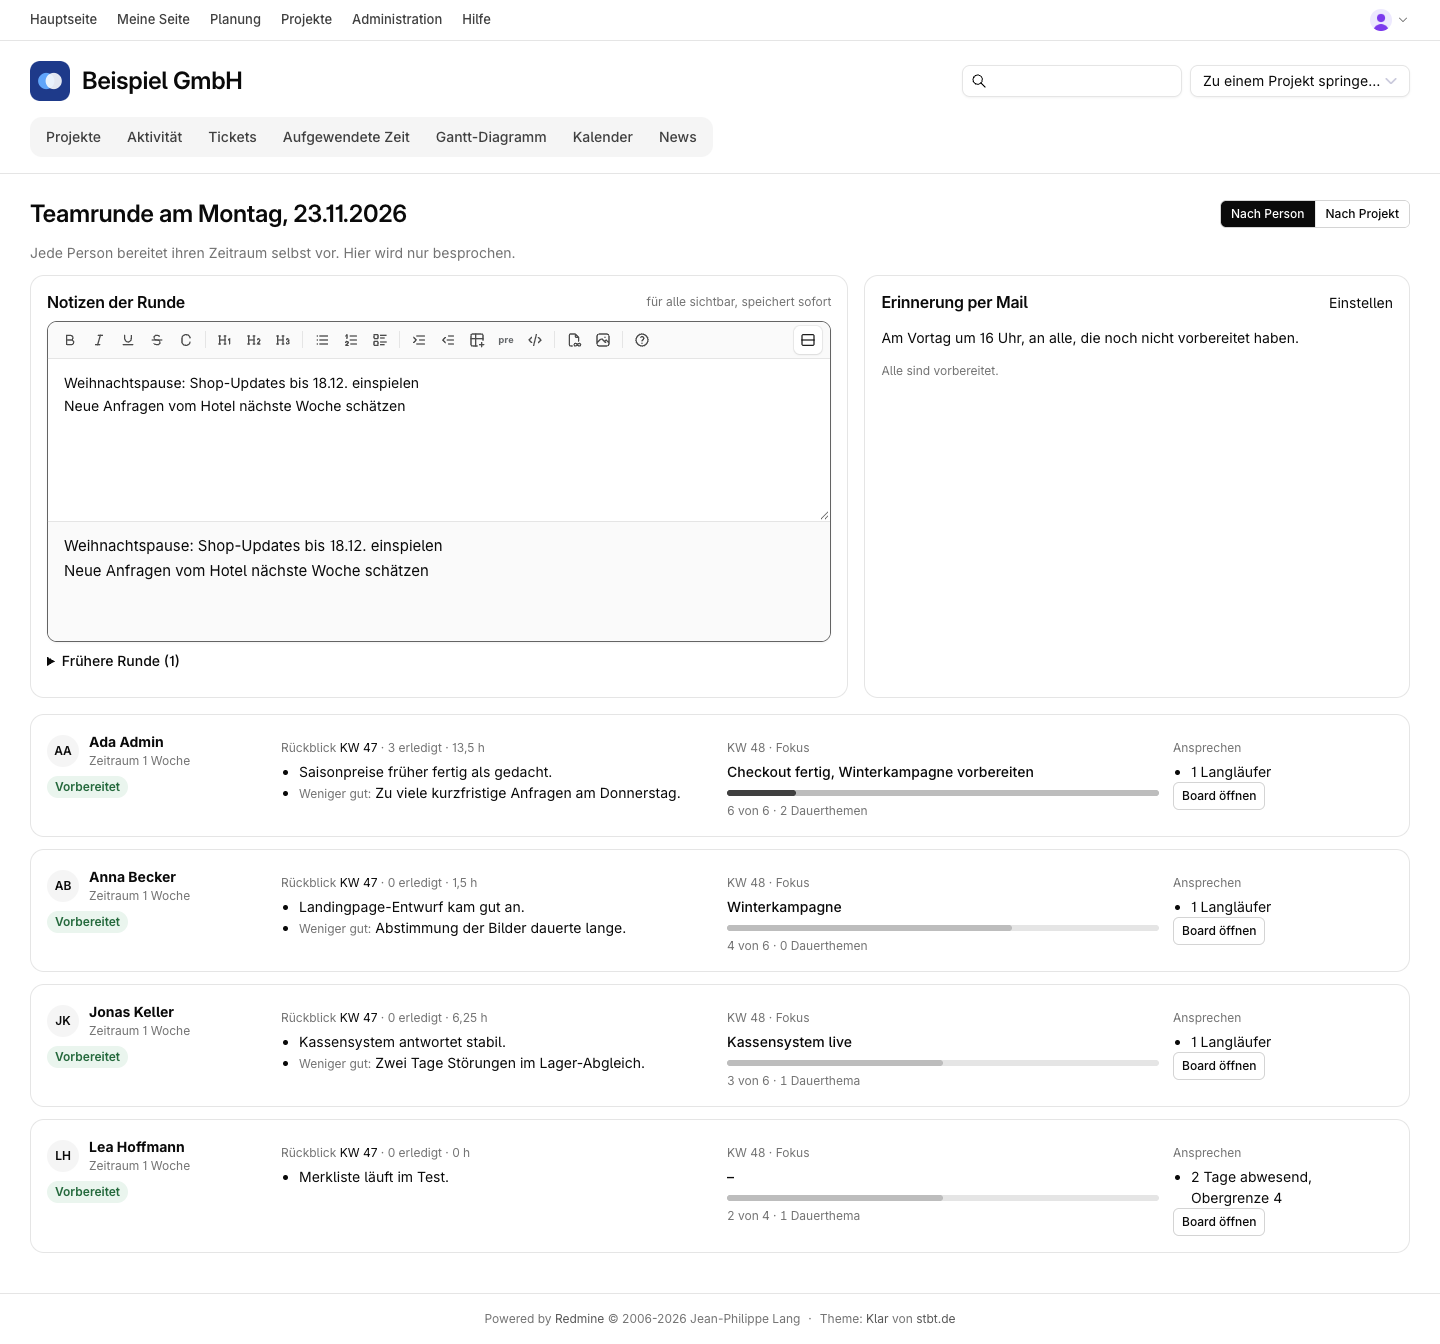 Hauptseite Meine Seite Planung Projekte Administration Hilfe
Beispiel GmbH
Zu einem Projekt springe...
Projekte Aktivität Tickets Aufgewendete Zeit Gantt-Diagramm Kalender News
Teamrunde am Montag, 23.11.2026
Nach Person Nach Projekt
Jede Person bereitet ihren Zeitraum selbst vor. Hier wird nur besprochen.
Notizen der Runde
für alle sichtbar, speichert sofort
B I U S C H1 H2 H3 pre
Weihnachtspause: Shop-Updates bis 18.12. einspielen
Neue Anfragen vom Hotel nächste Woche schätzen
Weihnachtspause: Shop-Updates bis 18.12. einspielen
Neue Anfragen vom Hotel nächste Woche schätzen
Frühere Runde (1)
Erinnerung per Mail
Einstellen
Am Vortag um 16 Uhr, an alle, die noch nicht vorbereitet haben.
Alle sind vorbereitet.
AA
Ada Admin
Zeitraum 1 Woche
Vorbereitet
Rückblick KW 47 · 3 erledigt · 13,5 h
• Saisonpreise früher fertig als gedacht.
• Weniger gut: Zu viele kurzfristige Anfragen am Donnerstag.
KW 48 · Fokus
Checkout fertig, Winterkampagne vorbereiten
6 von 6 · 2 Dauerthemen
Ansprechen
• 1 Langläufer
Board öffnen
AB
Anna Becker
Zeitraum 1 Woche
Vorbereitet
Rückblick KW 47 · 0 erledigt · 1,5 h
• Landingpage-Entwurf kam gut an.
• Weniger gut: Abstimmung der Bilder dauerte lange.
KW 48 · Fokus
Winterkampagne
4 von 6 · 0 Dauerthemen
Ansprechen
• 1 Langläufer
Board öffnen
JK
Jonas Keller
Zeitraum 1 Woche
Vorbereitet
Rückblick KW 47 · 0 erledigt · 6,25 h
• Kassensystem antwortet stabil.
• Weniger gut: Zwei Tage Störungen im Lager-Abgleich.
KW 48 · Fokus
Kassensystem live
3 von 6 · 1 Dauerthema
Ansprechen
• 1 Langläufer
Board öffnen
LH
Lea Hoffmann
Zeitraum 1 Woche
Vorbereitet
Rückblick KW 47 · 0 erledigt · 0 h
• Merkliste läuft im Test.
KW 48 · Fokus
–
2 von 4 · 1 Dauerthema
Ansprechen
• 2 Tage abwesend,
Obergrenze 4
Board öffnen
Powered by Redmine © 2006-2026 Jean-Philippe Lang · Theme: Klar von stbt.de